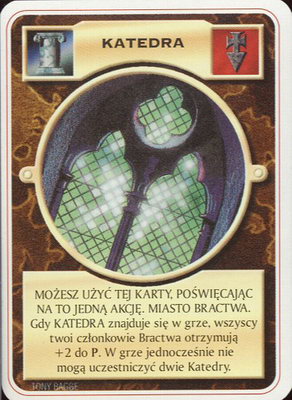 KATEDRA
MOŻESZ UŻYĆ TEJ KARTY, POŚWIĘCAJĄC
NA TO JEDNĄ AKCJĘ. MIASTO BRACTWA.
Gdy KATEDRA znajduje się w grze, wszyscy
twoi członkowie Bractwa otrzymują
+2 do P. W grze jednocześnie nie
mogą uczestniczyć dwie Katedry.
TONY BAGGE